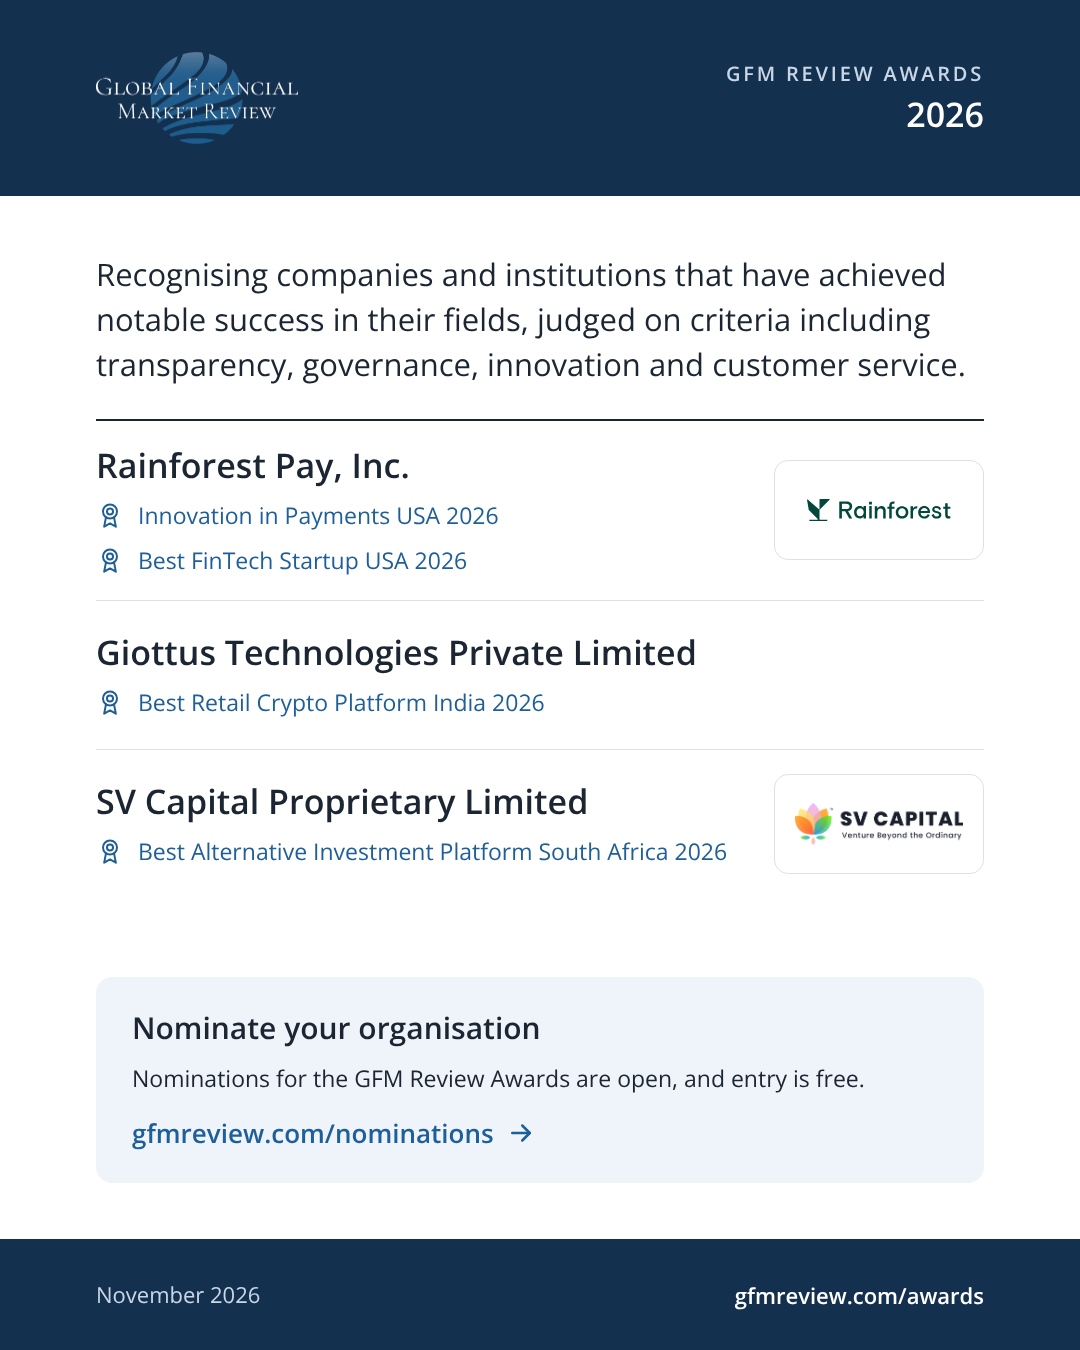 GLOBAL FINANCIAL
MARKET REVIEW
GFM REVIEW AWARDS
2026
Recognising companies and institutions that have achieved
notable success in their fields, judged on criteria including
transparency, governance, innovation and customer service.
Rainforest Pay, Inc.
Innovation in Payments USA 2026
Best FinTech Startup USA 2026
Rainforest
Giottus Technologies Private Limited
Best Retail Crypto Platform India 2026
SV Capital Proprietary Limited
Best Alternative Investment Platform South Africa 2026
SV CAPITAL
Venture Beyond the Ordinary
Nominate your organisation
Nominations for the GFM Review Awards are open, and entry is free.
gfmreview.com/nominations →
November 2026
gfmreview.com/awards